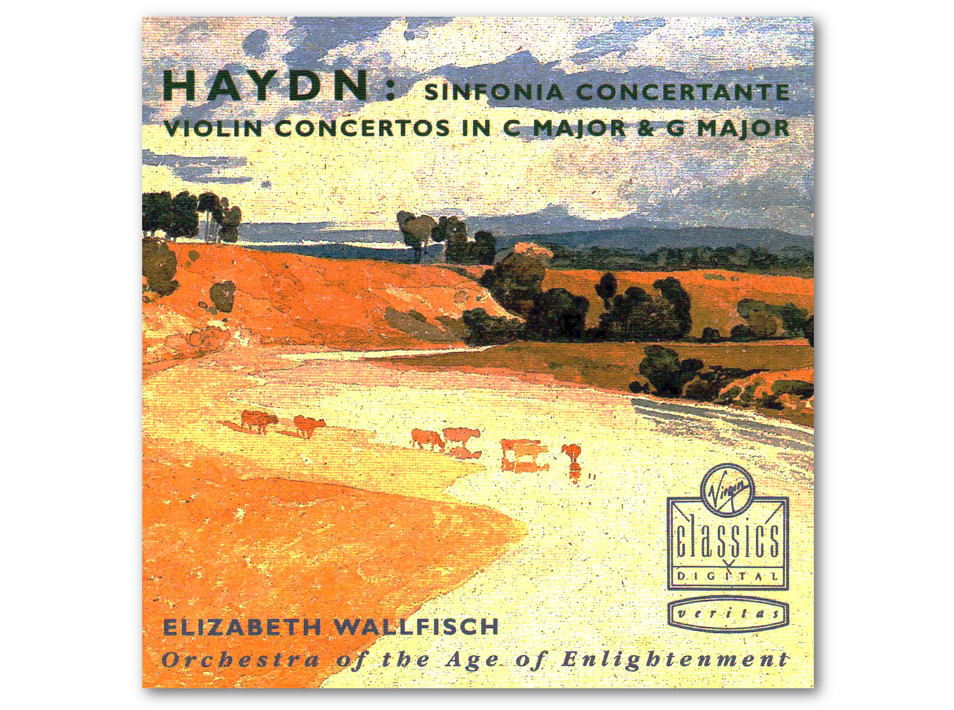 HAYDN: SINFONIA CONCERTANTE
VIOLIN CONCERTOS IN C MAJOR & G MAJOR
Virgin
classics
DIGITAL
veritas
ELIZABETH WALLFISCH
Orchestra of the Age of Enlightenment